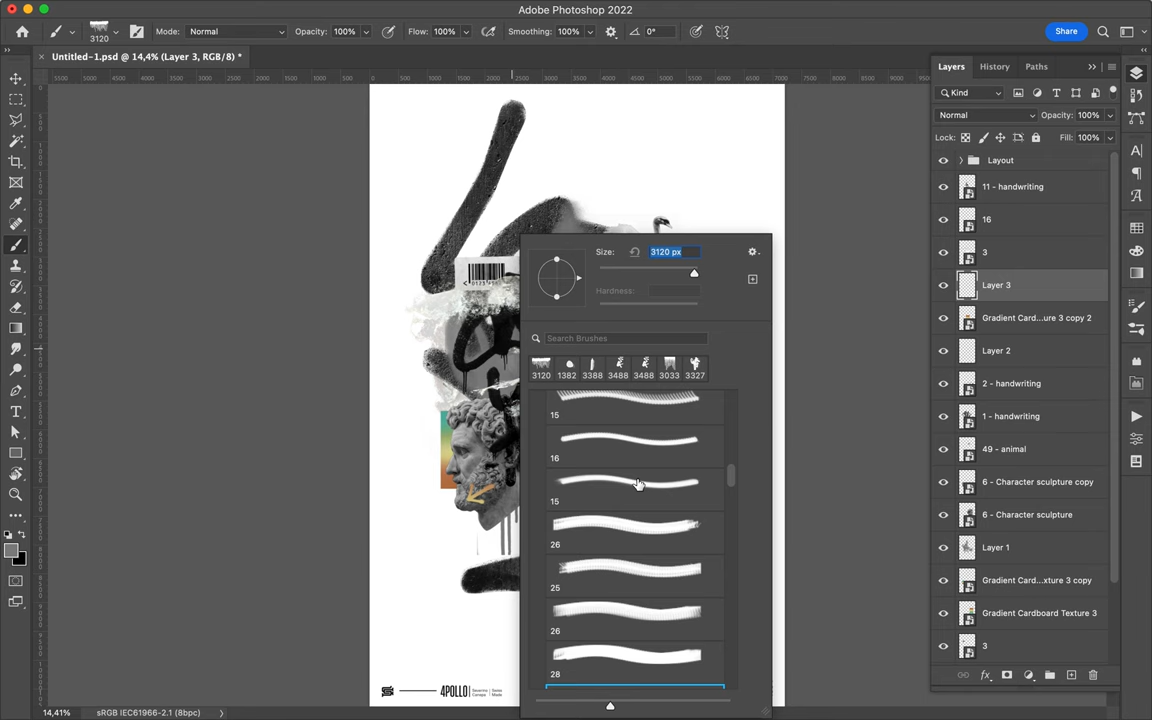 Adobe Photoshop 2022
3120
Mode: Normal
Opacity: 100%
Flow: 100%
Smoothing: 100%
0°
Share
× Untitled-1.psd @ 14,4% (Layer 3, RGB/8) *
Layers
History
Paths
Kind
Normal
Opacity: 100%
Lock:
Fill: 100%
Layout
11 - handwriting
16
3
Layer 3
Gradient Card...ure 3 copy 2
Layer 2
2 - handwriting
1 - handwriting
49 - animal
6 - Character sculpture copy
6 - Character sculpture
Layer 1
Gradient Card...xture 3 copy
Gradient Cardboard Texture 3
3
Size:
3120 px
Hardness:
Search Brushes
3120 1382 3388 3488 3488 3033 3327
15
16
15
26
25
26
28
4POLLO
14,41%
sRGB IEC61966-2.1 (8bpc)